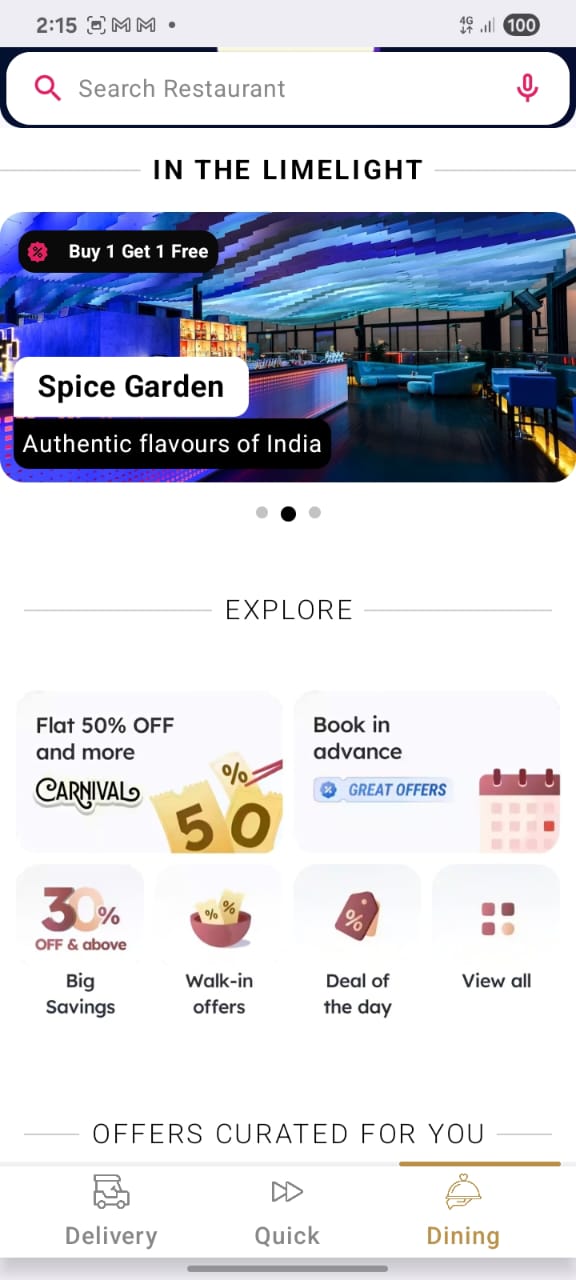 2:15
4G
100
Search Restaurant
IN THE LIMELIGHT
% Buy 1 Get 1 Free
Spice Garden
Authentic flavours of India
EXPLORE
Flat 50% OFF
and more
CARNIVAL
%
50
Book in
advance
GREAT OFFERS
30%
OFF & above
Big
Savings
% %
Walk-in
offers
%
Deal of
the day
View all
OFFERS CURATED FOR YOU
Delivery
Quick
Dining